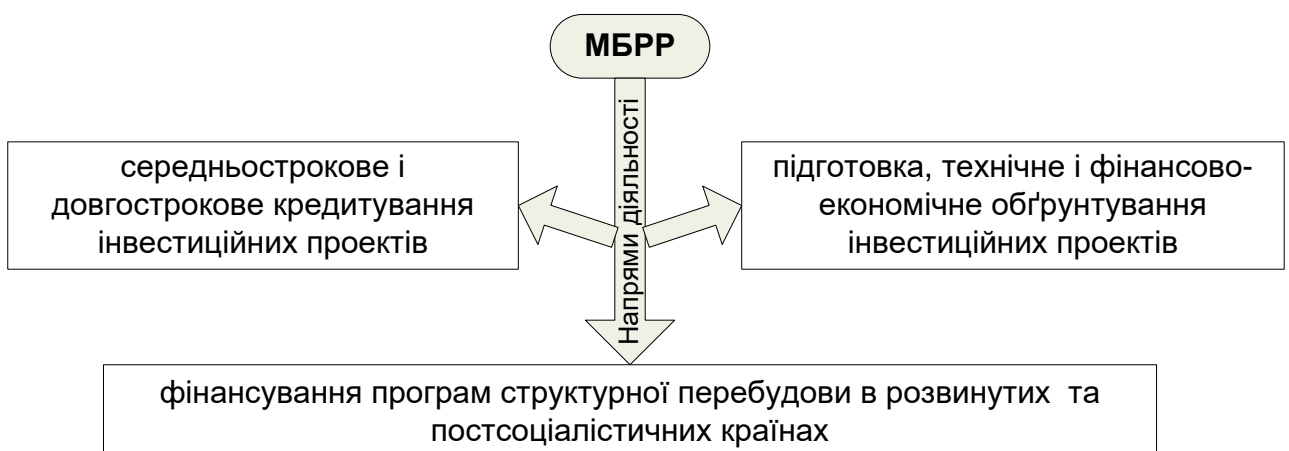 МБРР
Напрями діяльності
середньострокове і
довгострокове кредитування
інвестиційних проектів
підготовка, технічне і фінансово-
економічне обґрунтування
інвестиційних проектів
фінансування програм структурної перебудови в розвинутих та
постсоціалістичних країнах